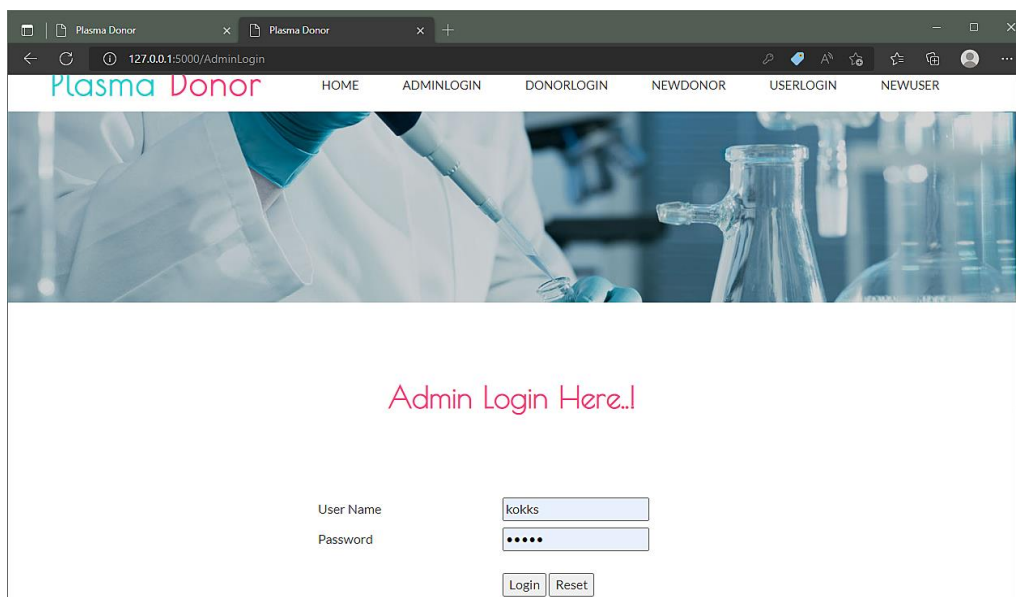 Plasma Donor
Plasma Donor
127.0.0.1:5000/AdminLogin
Plasma Donor HOME ADMINLOGIN DONORLOGIN NEWDONOR USERLOGIN NEWUSER
Admin Login Here..!
User Name kokks
Password •••••
Login Reset